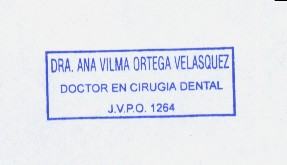 DRA. ANA VILMA ORTEGA VELASQUEZ
DOCTOR EN CIRUGIA DENTAL
J.V.P.O. 1264